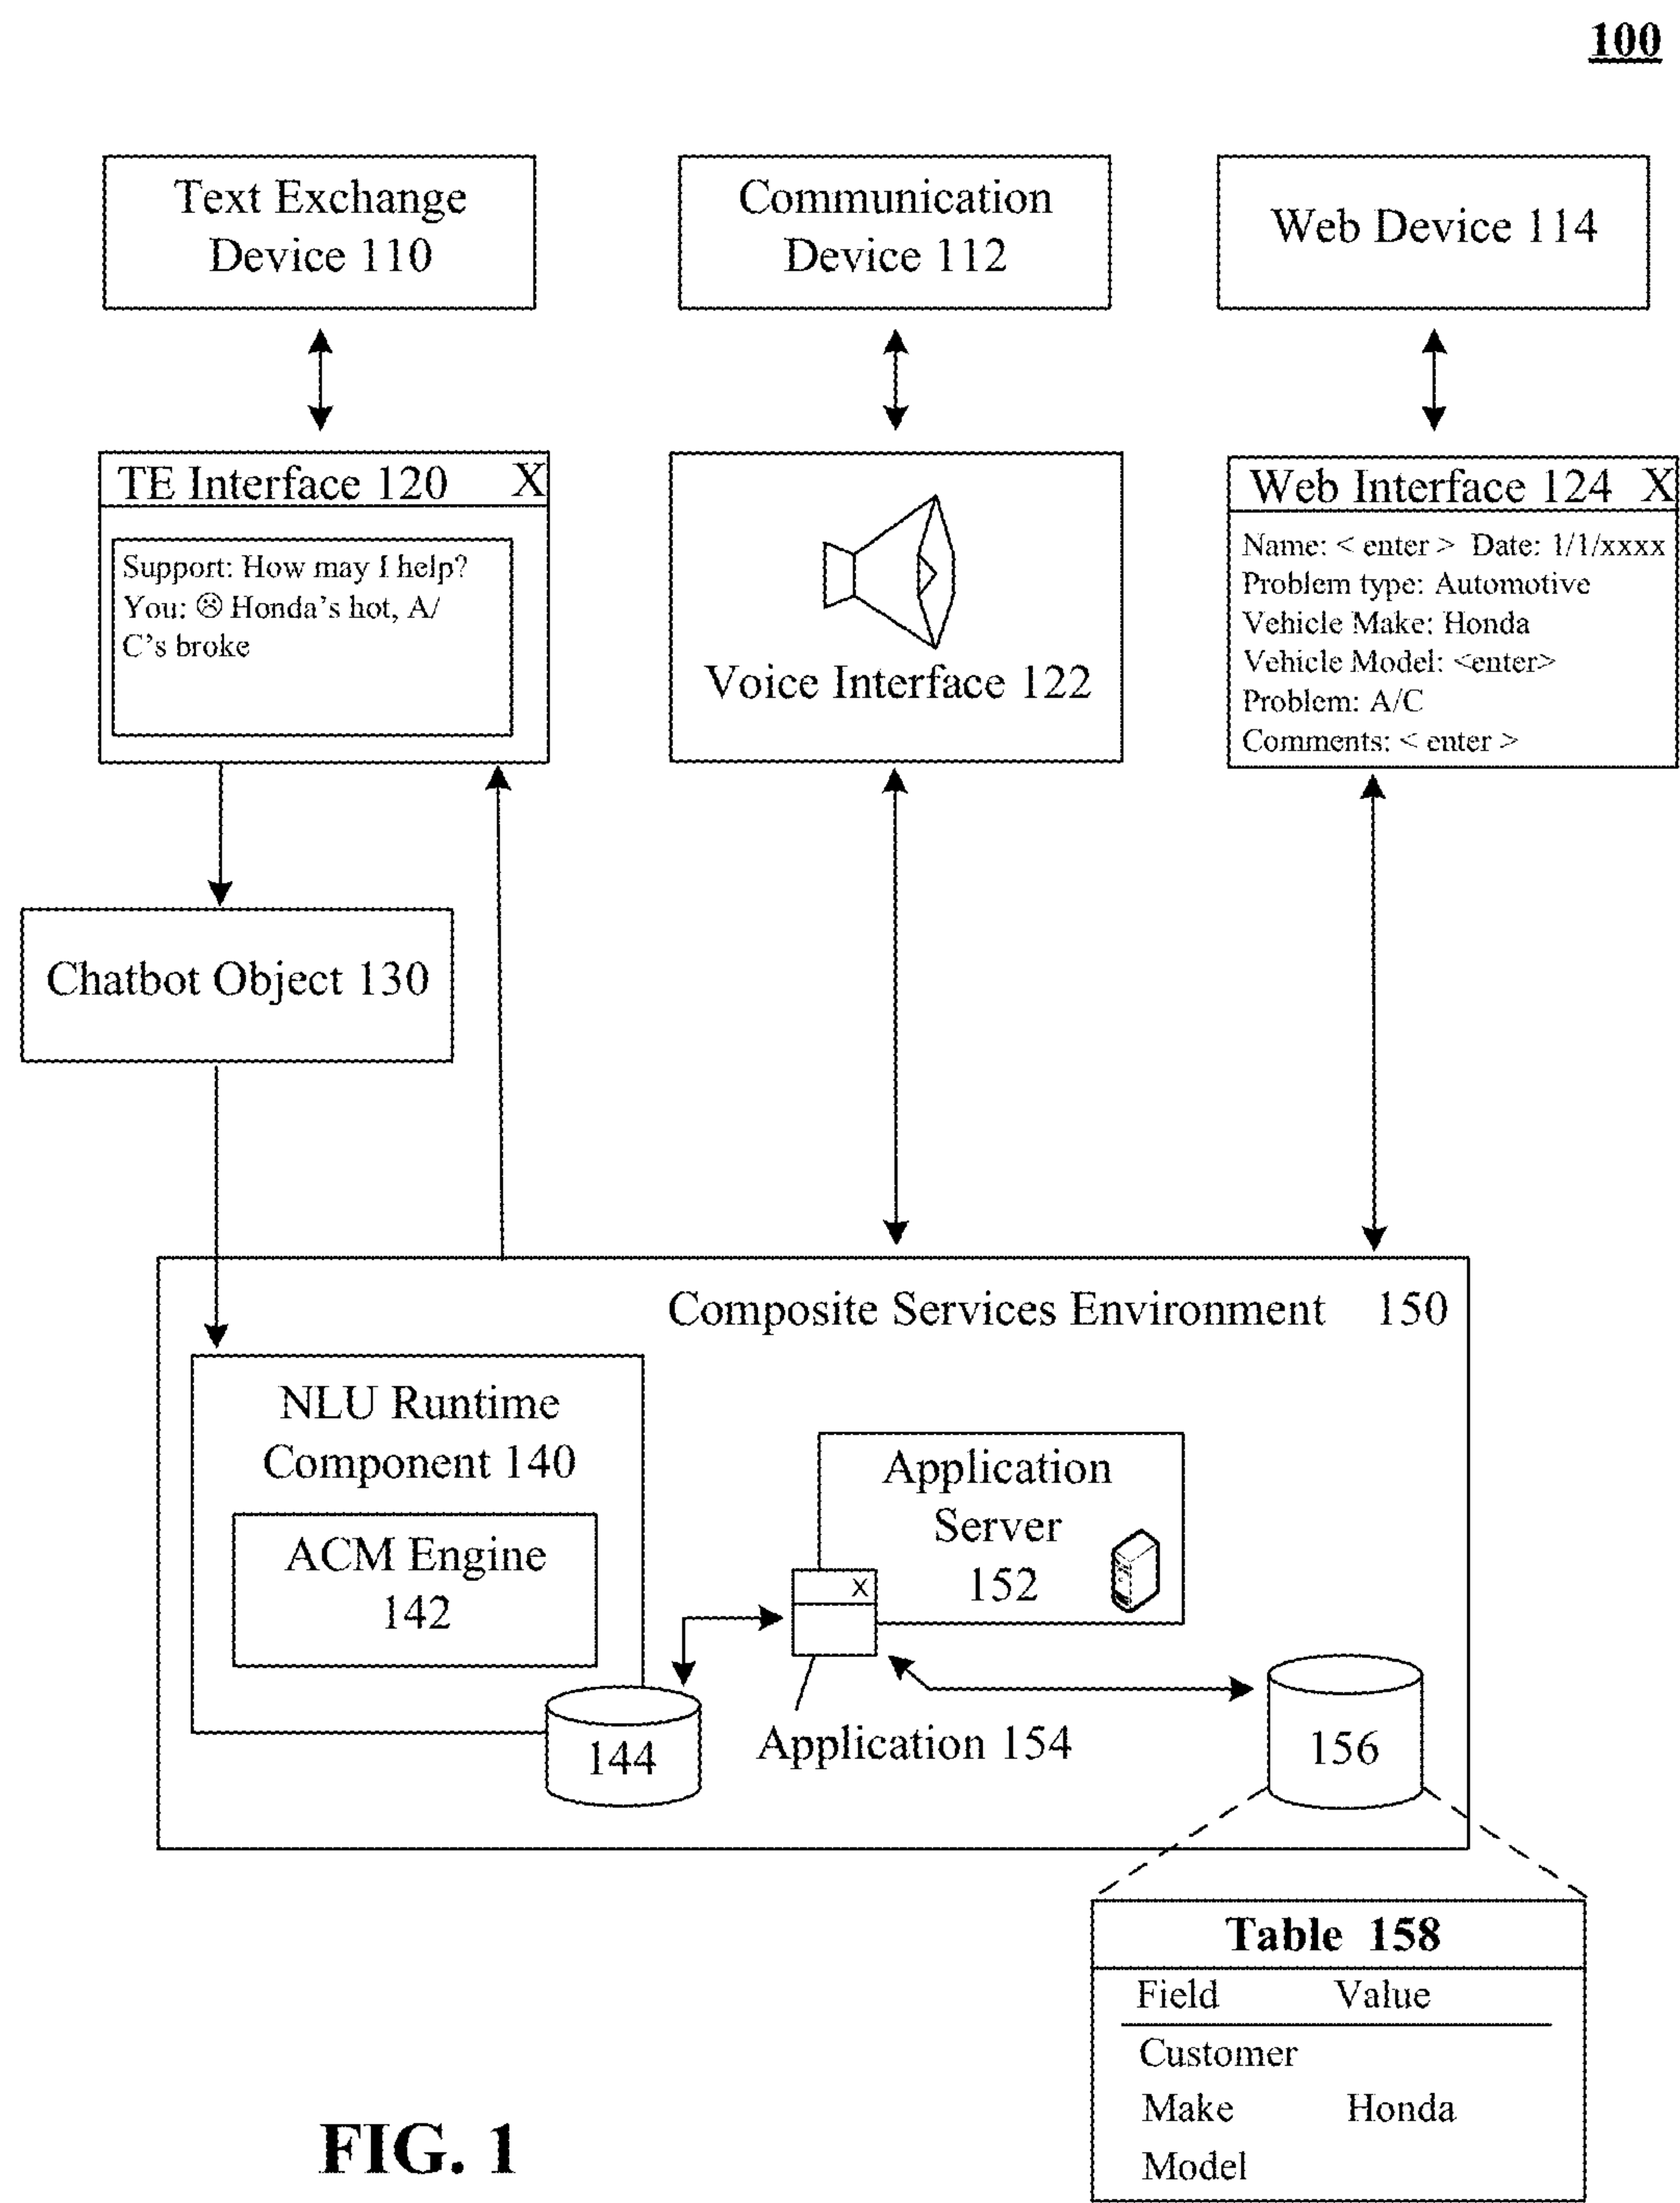 100
Text Exchange
Device 110
Communication
Device 112
Web Device 114
TE Interface 120 X
Support: How may I help?
You: ☹ Honda's hot, A/
C's broke
Voice Interface 122
Web Interface 124 X
Name: < enter > Date: 1/1/xxxx
Problem type: Automotive
Vehicle Make: Honda
Vehicle Model: <enter>
Problem: A/C
Comments: < enter >
Chatbot Object 130
Composite Services Environment 150
NLU Runtime
Component 140
ACM Engine
142
144
Application
Server
152
X
Application 154
156
Table 158
Field Value
Customer
Make Honda
Model
FIG. 1